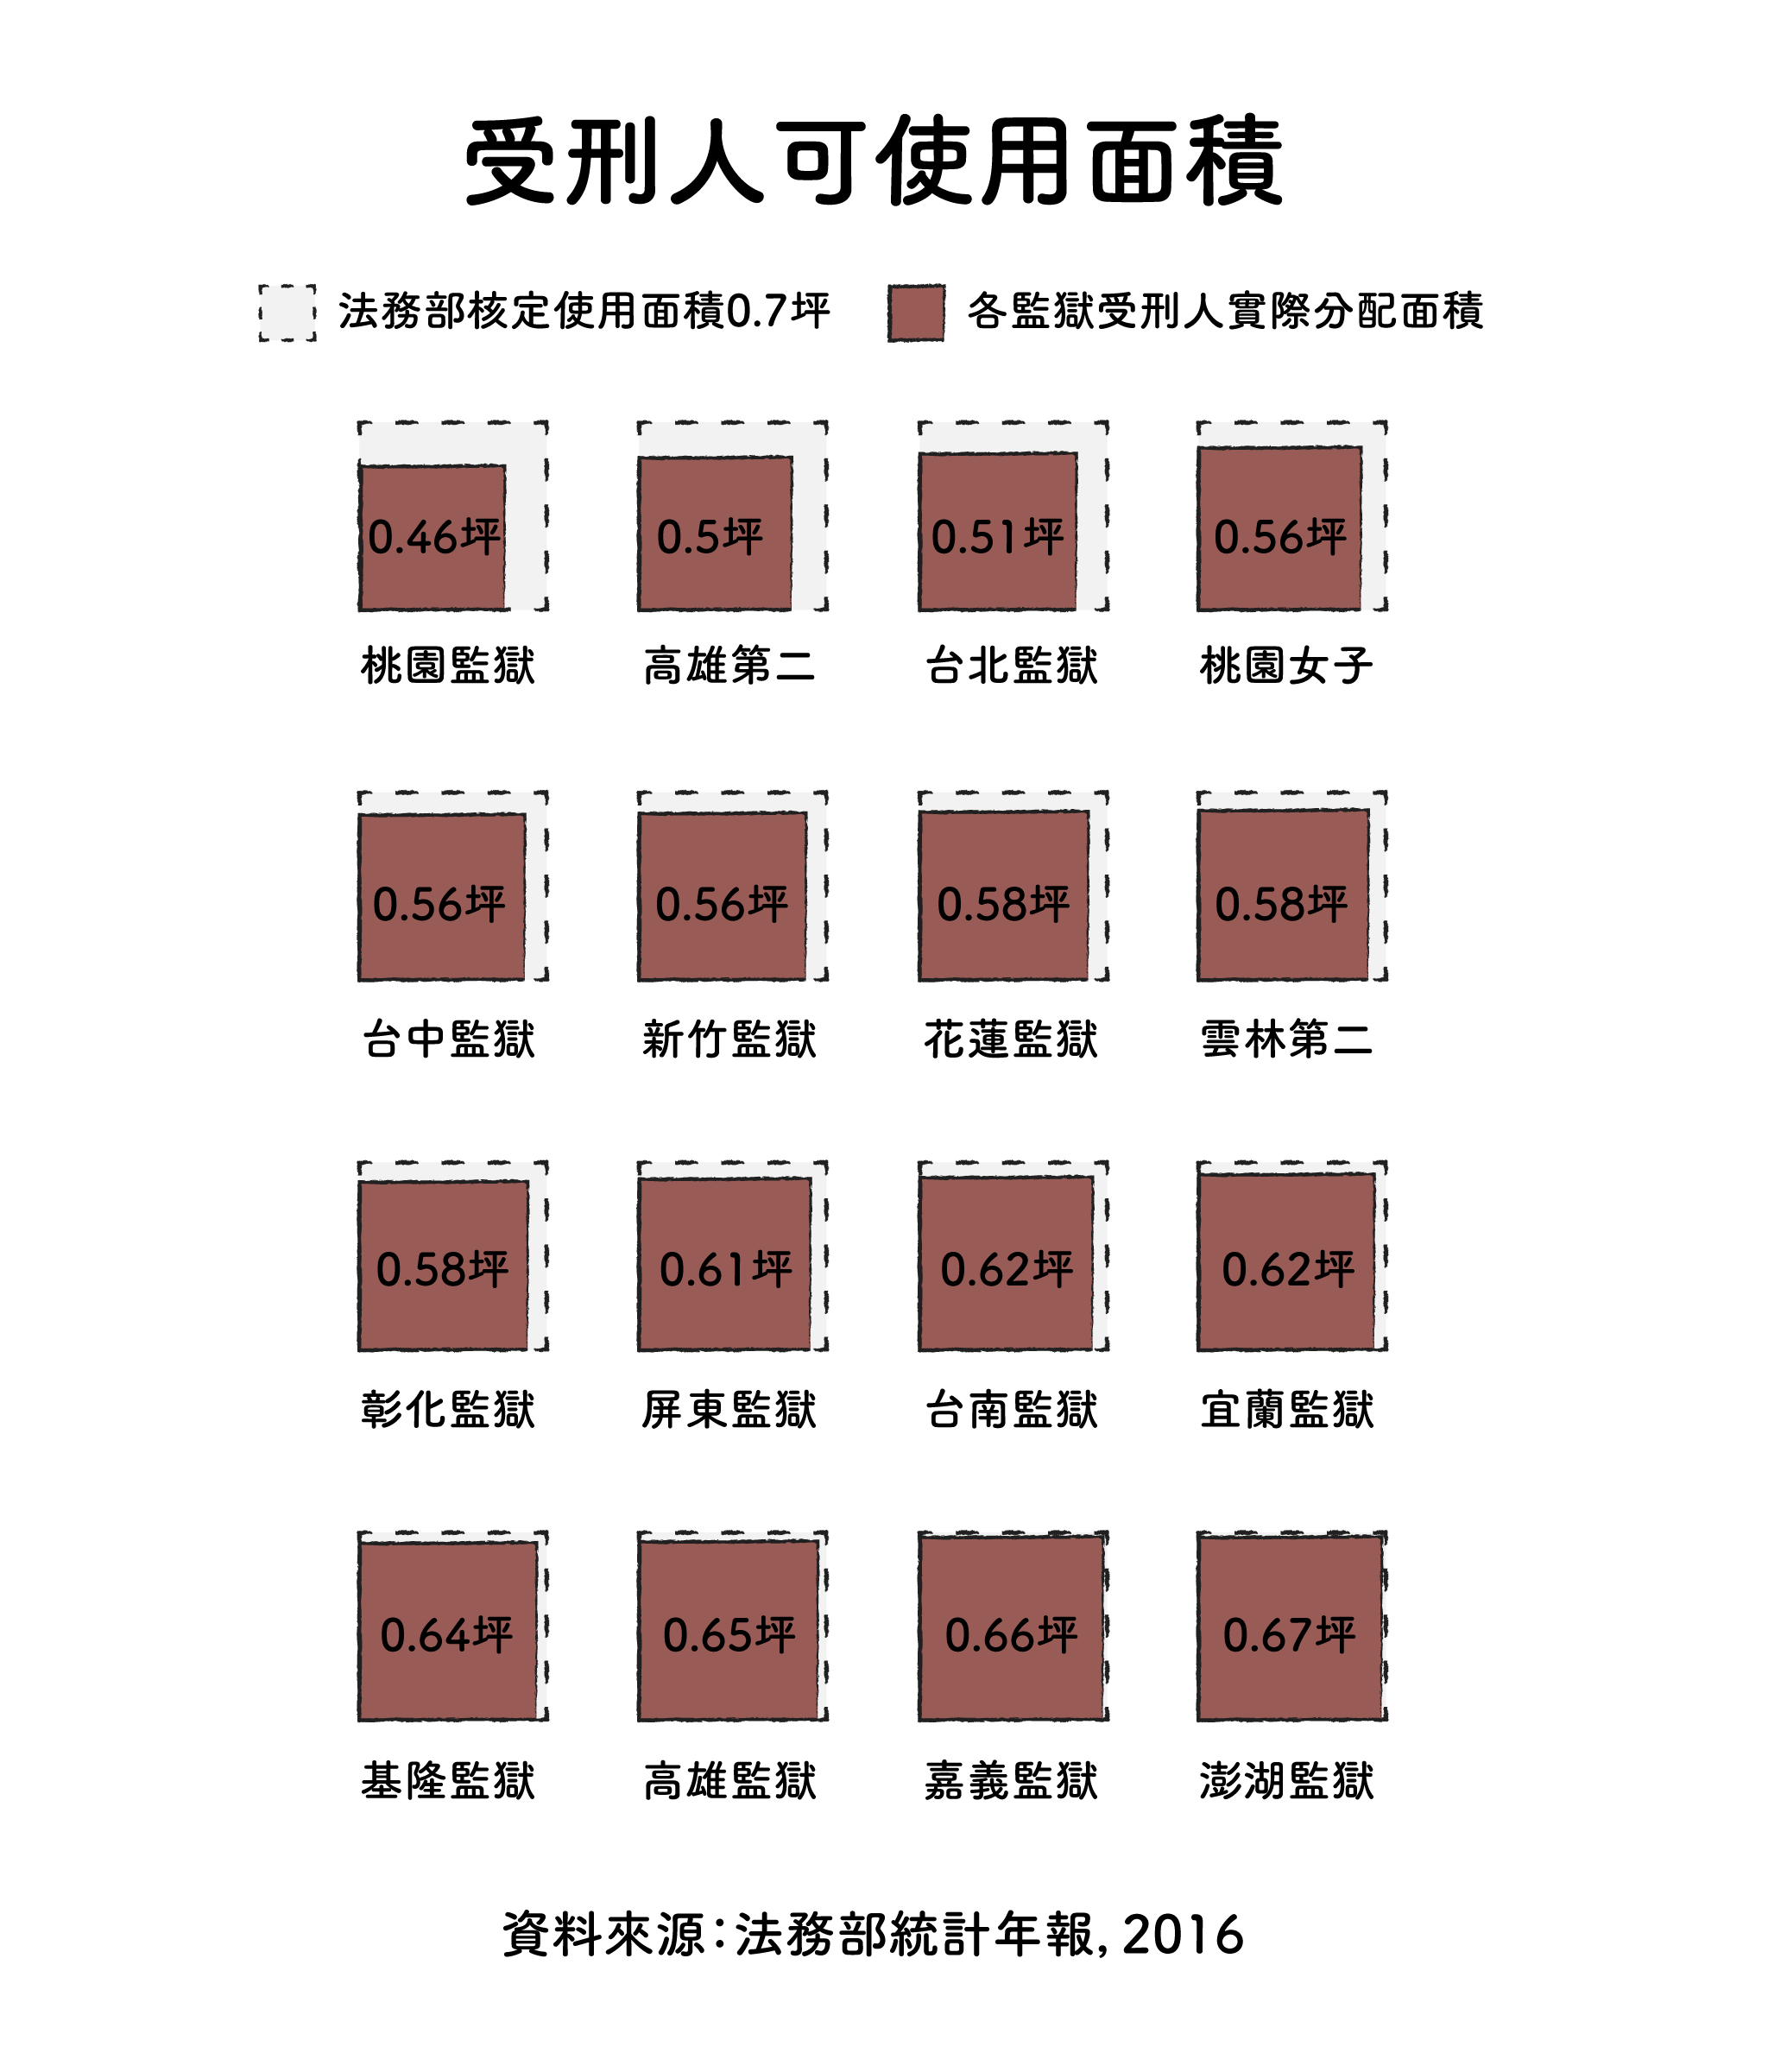 受刑人可使用面積
法務部核定使用面積0.7坪
各監獄受刑人實際分配面積
0.46坪
0.5坪
0.51坪
0.56坪
桃園監獄
高雄第二
台北監獄
桃園女子
0.56坪
0.56坪
0.58坪
0.58坪
台中監獄
新竹監獄
花蓮監獄
雲林第二
0.58坪
0.61坪
0.62坪
0.62坪
彰化監獄
屏東監獄
台南監獄
宜蘭監獄
0.64坪
0.65坪
0.66坪
0.67坪
基隆監獄
高雄監獄
嘉義監獄
澎湖監獄
資料來源：法務部統計年報, 2016